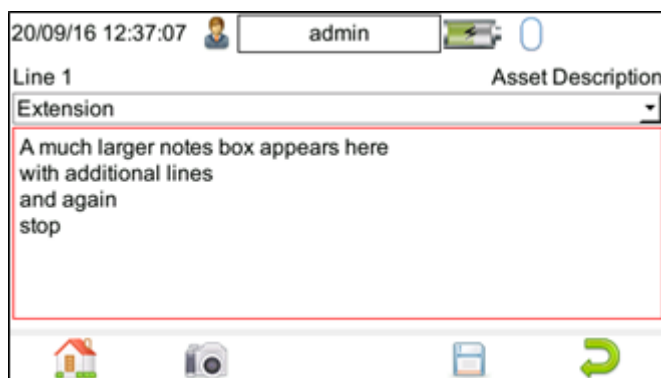 20/09/16 12:37:07 admin
Line 1 Asset Description
Extension
A much larger notes box appears here
with additional lines
and again
stop